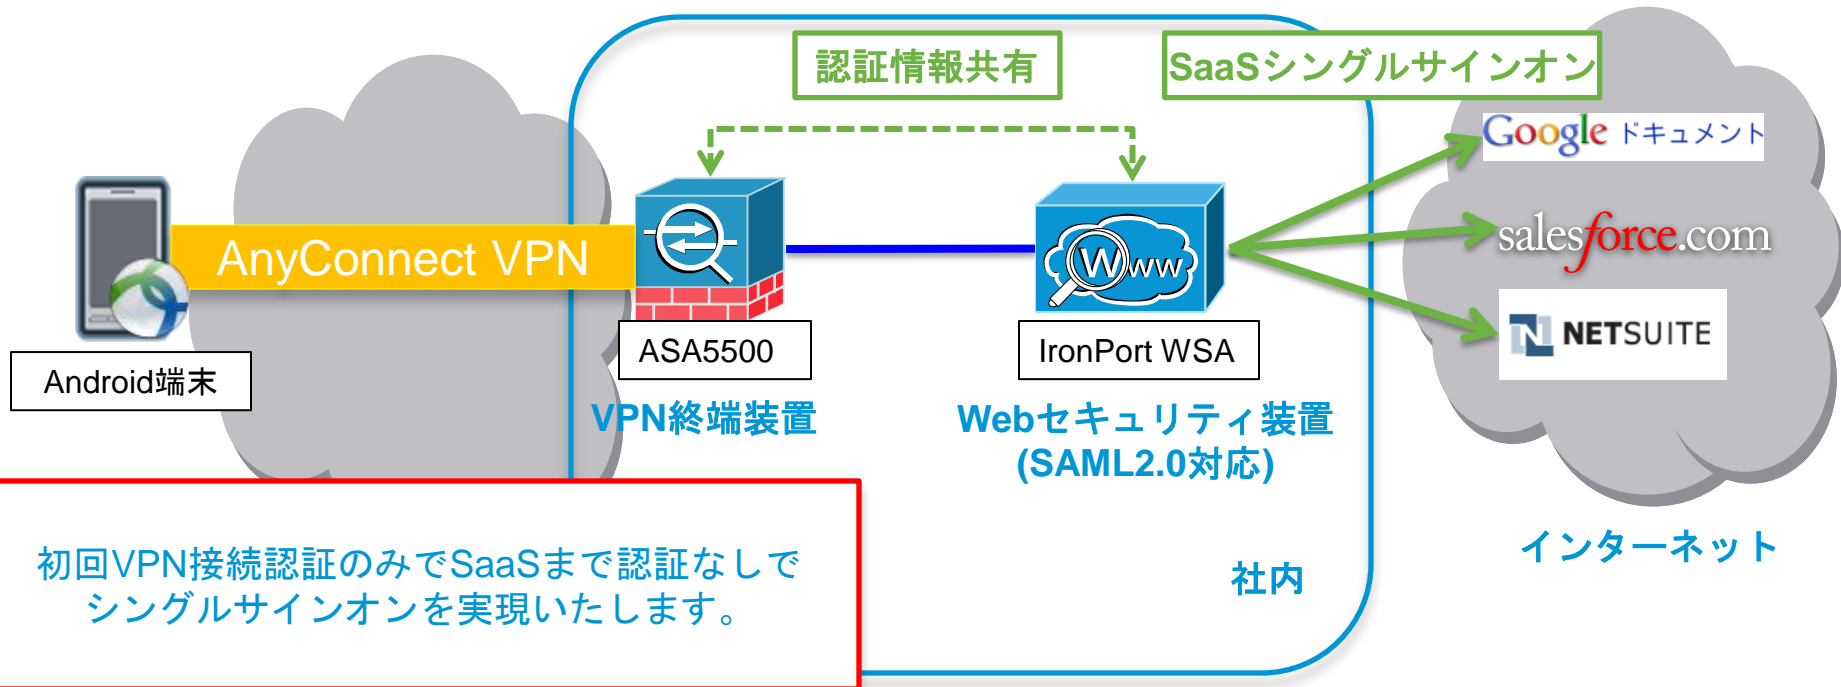 認証情報共有
SaaSシングルサインオン
Google ドキュメント
AnyConnect VPN
salesforce.com
Www
NETSUITE
ASA5500
IronPort WSA
Android端末
VPN終端装置
Webセキュリティ装置
(SAML2.0対応)
インターネット
初回VPN接続認証のみでSaaSまで認証なしで
シングルサインオンを実現いたします。
社内